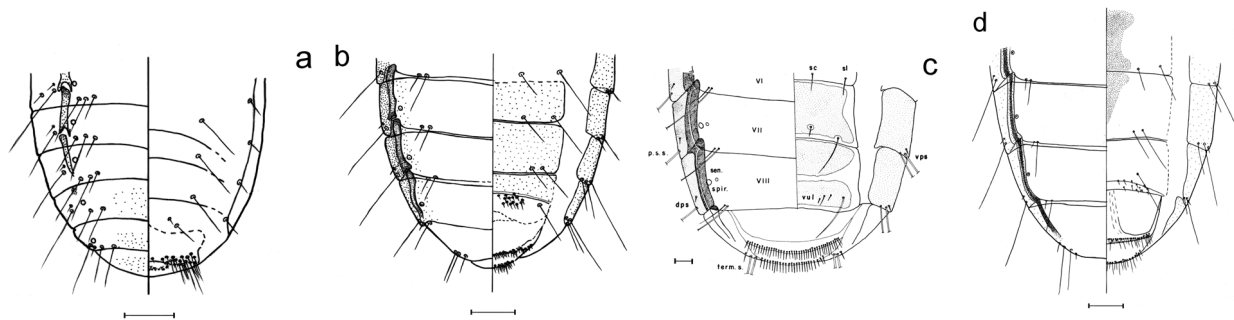 a
b
c
d
VI
sc
sl
VII
p.s.s.
vps
sen.
VIII
spir.
dps
vul
term.s.